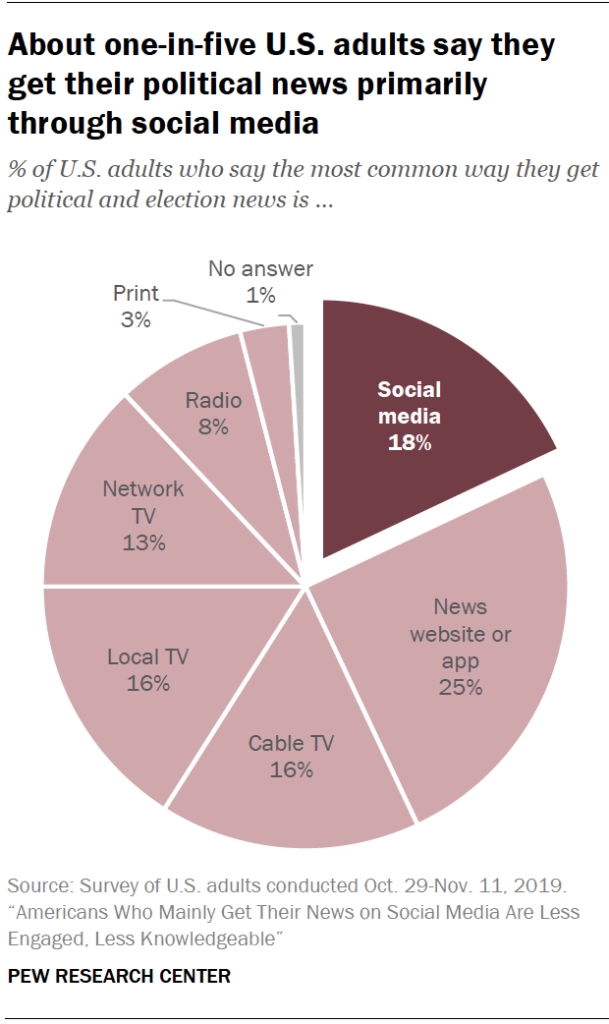 About one-in-five U.S. adults say they
get their political news primarily
through social media
% of U.S. adults who say the most common way they get
political and election news is ...
No answer
1%
Print
3%
Social
media
18%
Radio
8%
Network
TV
13%
News
website or
app
25%
Local TV
16%
Cable TV
16%
Source: Survey of U.S. adults conducted Oct. 29-Nov. 11, 2019.
“Americans Who Mainly Get Their News on Social Media Are Less
Engaged, Less Knowledgeable”
PEW RESEARCH CENTER